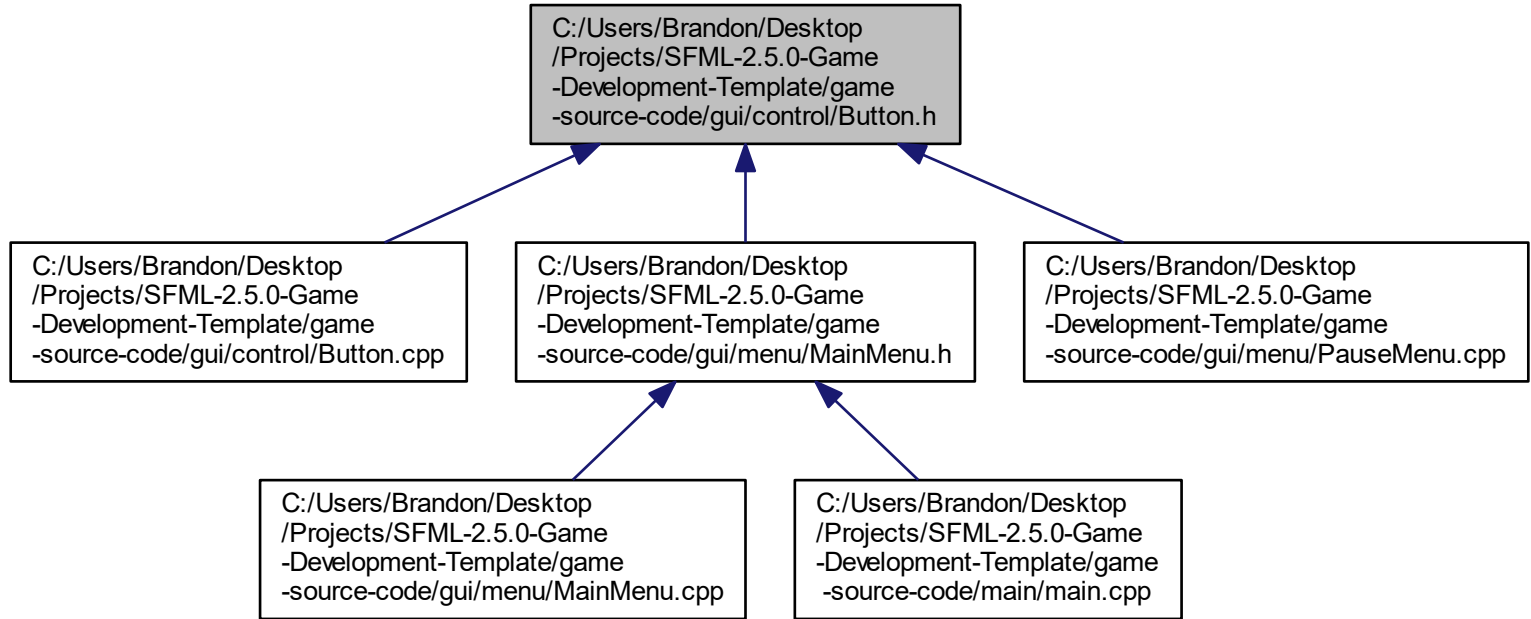 C:/Users/Brandon/Desktop
/Projects/SFML-2.5.0-Game
-Development-Template/game
-source-code/gui/control/Button.h
C:/Users/Brandon/Desktop
/Projects/SFML-2.5.0-Game
-Development-Template/game
-source-code/gui/control/Button.cpp
C:/Users/Brandon/Desktop
/Projects/SFML-2.5.0-Game
-Development-Template/game
-source-code/gui/menu/MainMenu.h
C:/Users/Brandon/Desktop
/Projects/SFML-2.5.0-Game
-Development-Template/game
-source-code/gui/menu/PauseMenu.cpp
C:/Users/Brandon/Desktop
/Projects/SFML-2.5.0-Game
-Development-Template/game
-source-code/gui/menu/MainMenu.cpp
C:/Users/Brandon/Desktop
/Projects/SFML-2.5.0-Game
-Development-Template/game
-source-code/main/main.cpp